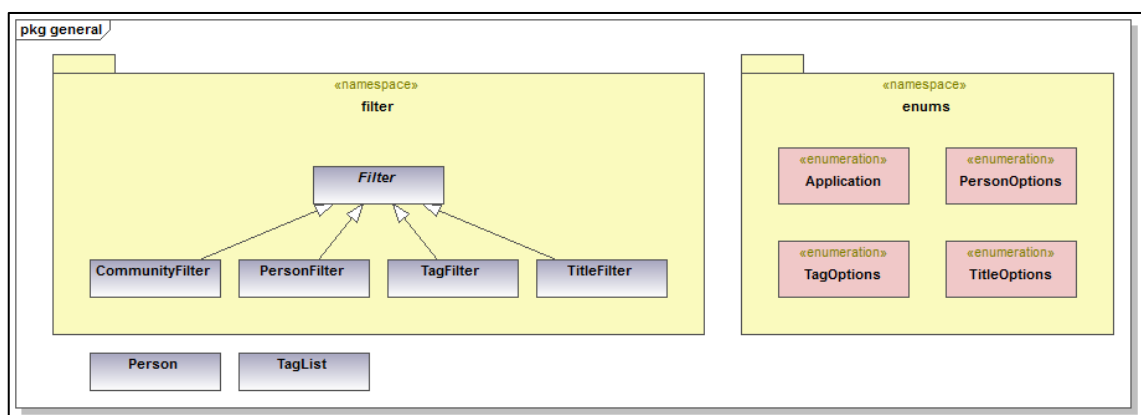 pkg general
«namespace»
filter
Filter
CommunityFilter
PersonFilter
TagFilter
TitleFilter
Person
TagList
«namespace»
enums
«enumeration»
Application
«enumeration»
PersonOptions
«enumeration»
TagOptions
«enumeration»
TitleOptions